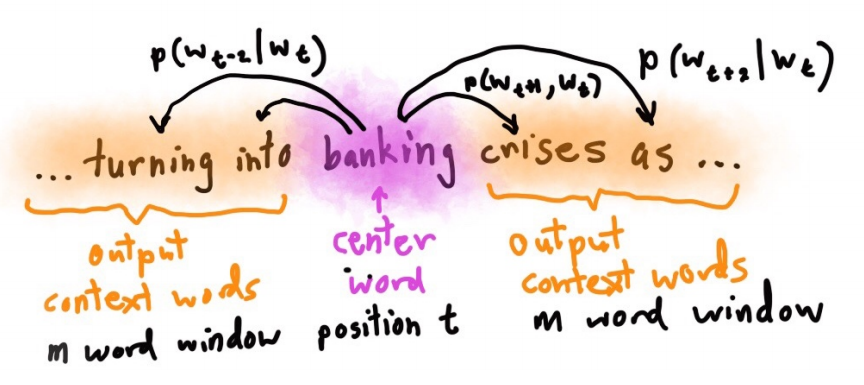 p(w_{t-2}|w_t)
p(w_{t+1}, w_t)
p(w_{t+2}|w_t)
... turning into banking crises as ...
output
context words
m word window
center
word
position t
output
context words
m word window